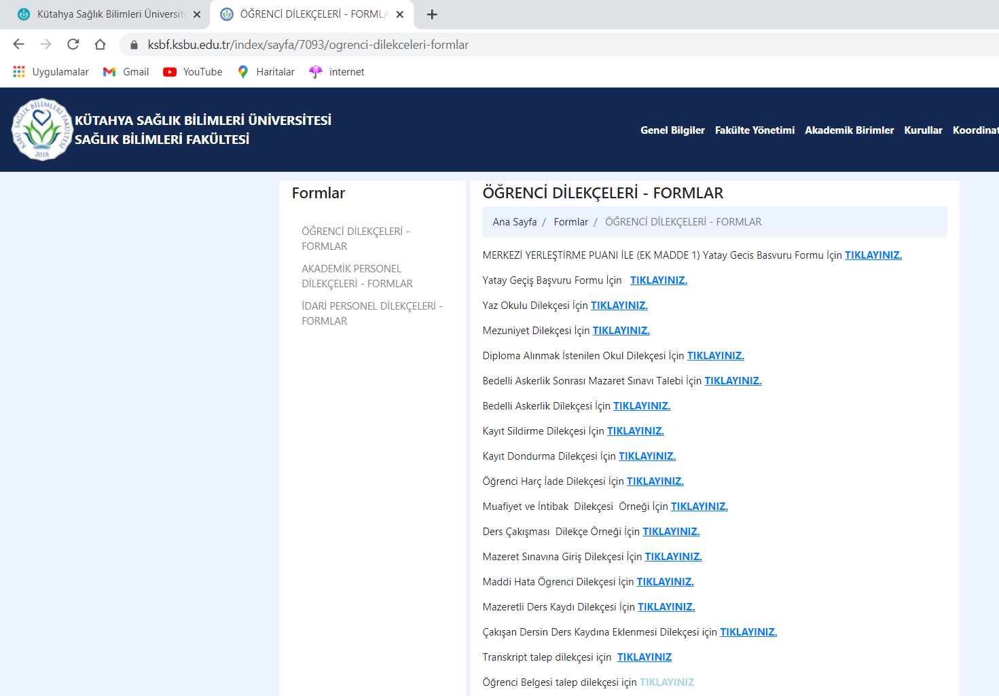 Kütahya Sağlık Bilimleri Üniversite
ÖĞRENCİ DİLEKÇELERİ - FORMLA
ksbf.ksbu.edu.tr/index/sayfa/7093/ogrenci-dilekceleri-formlar
Uygulamalar
Gmail
YouTube
Haritalar
internet
SAĞLIK BİLİMLERİ FAKÜLTESİ
KSBU
2018
KÜTAHYA SAĞLIK BİLİMLERİ ÜNİVERSİTESİ
SAĞLIK BİLİMLERİ FAKÜLTESİ
Genel Bilgiler
Fakülte Yönetimi
Akademik Birimler
Kurullar
Koordinat
Formlar
ÖĞRENCİ DİLEKÇELERİ -
FORMLAR
AKADEMİK PERSONEL
DİLEKÇELERİ - FORMLAR
İDARİ PERSONEL DİLEKÇELERİ -
FORMLAR
ÖĞRENCİ DİLEKÇELERİ - FORMLAR
Ana Sayfa / Formlar / ÖĞRENCİ DİLEKÇELERİ - FORMLAR
MERKEZİ YERLEŞTİRME PUANI İLE (EK MADDE 1) Yatay Gecis Basvuru Formu İçin TIKLAYINIZ.
Yatay Geçiş Başvuru Formu İçin TIKLAYINIZ.
Yaz Okulu Dilekçesi İçin TIKLAYINIZ.
Mezuniyet Dilekçesi İçin TIKLAYINIZ.
Diploma Alınmak İstenilen Okul Dilekçesi İçin TIKLAYINIZ.
Bedelli Askerlik Sonrası Mazaret Sınavı Talebi İçin TIKLAYINIZ.
Bedelli Askerlik Dilekçesi İçin TIKLAYINIZ.
Kayıt Sildirme Dilekçesi İçin TIKLAYINIZ.
Kayıt Dondurma Dilekçesi İçin TIKLAYINIZ.
Öğrenci Harç İade Dilekçesi İçin TIKLAYINIZ.
Muafiyet ve İntibak Dilekçesi Örneği İçin TIKLAYINIZ.
Ders Çakışması Dilekçe Örneği İçin TIKLAYINIZ.
Mazeret Sınavına Giriş Dilekçesi İçin TIKLAYINIZ.
Maddi Hata Ögrenci Dilekçesi İçin TIKLAYINIZ.
Mazeretli Ders Kaydı Dilekçesi İçin TIKLAYINIZ.
Çakışan Dersin Ders Kaydına Eklenmesi Dilekçesi için TIKLAYINIZ.
Transkript talep dilekçesi için TIKLAYINIZ
Öğrenci Belgesi talep dilekçesi için TIKLAYINIZ